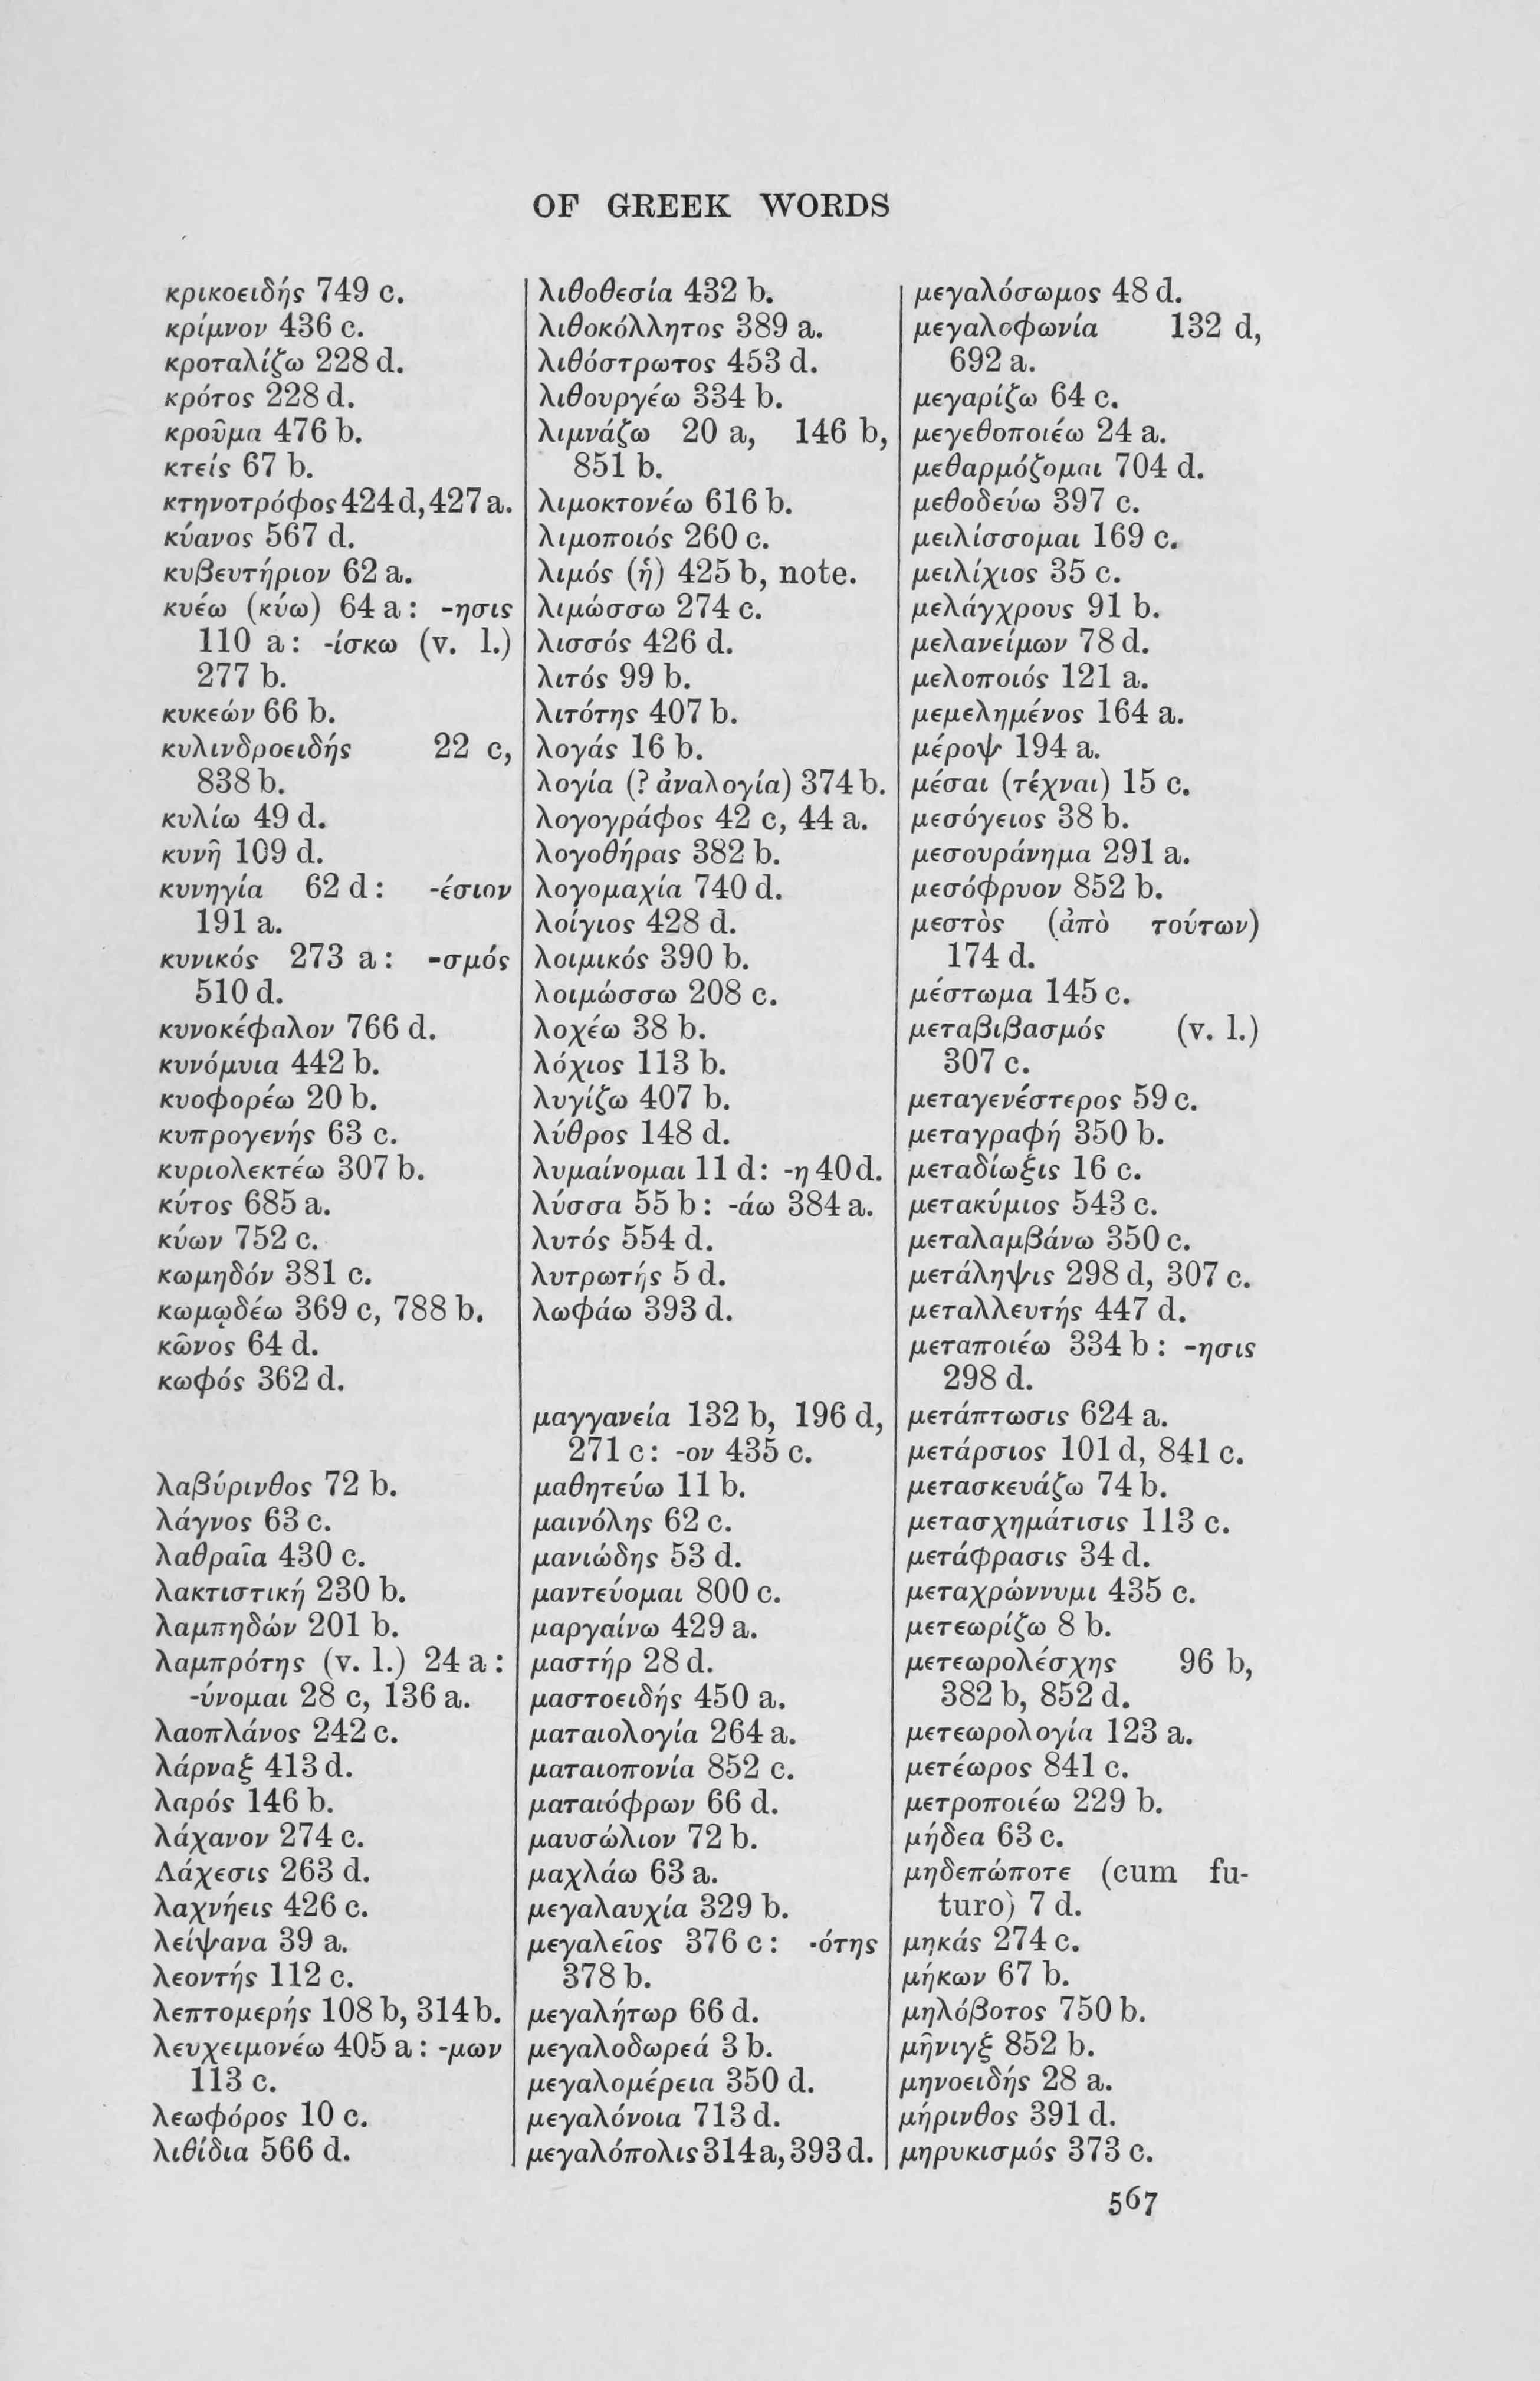 OF GREEK WORDS
κρικοειδής 749 c.
κρίμνον 436 c.
κροταλίζω 228 d.
κρότος 228 d.
κροῦμα 476 b.
κτείς 67 b.
κτηνοτρόφος 424 d, 427 a.
κύανος 567 d.
κυβευτήριον 62 a.
κυέω (κύω) 64 a: -ησις
110 a: -ίσκω (v. l.)
277 b.
κυκεών 66 b.
κυλινδροειδής 22 c,
838 b.
κυλίω 49 d.
κυνῆ 109 d.
κυνηγία 62 d: -έσιον
191 a.
κυνικός 273 a: -σμός
510 d.
κυνοκέφαλον 766 d.
κυνόμυια 442 b.
κυοφορέω 20 b.
κυπρογενής 63 c.
κυριολεκτέω 307 b.
κύτος 685 a.
κύων 752 c.
κωμηδόν 381 c.
κωμῳδέω 369 c, 788 b.
κῶνος 64 d.
κωφός 362 d.
λαβύρινθος 72 b.
λάγνος 63 c.
λαθραῖα 430 c.
λακτιστική 230 b.
λαμπηδών 201 b.
λαμπρότης (v. l.) 24 a:
-ύνομαι 28 c, 136 a.
λαοπλάνος 242 c.
λάρναξ 413 d.
λαρός 146 b.
λάχανον 274 c.
Λάχεσις 263 d.
λαχνήεις 426 c.
λείψανα 39 a.
λεοντῆς 112 c.
λεπτομερής 108 b, 314 b.
λευχειμονέω 405 a: -μων
113 c.
λεωφόρος 10 c.
λιθίδια 566 d.
λιθοθεσία 432 b.
λιθοκόλλητος 389 a.
λιθόστρωτος 453 d.
λιθουργέω 334 b.
λιμνάζω 20 a, 146 b,
851 b.
λιμοκτονέω 616 b.
λιμοποιός 260 c.
λιμός (ἡ) 425 b, note.
λιμώσσω 274 c.
λισσός 426 d.
λιτός 99 b.
λιτότης 407 b.
λογάς 16 b.
λογία (? ἀναλογία) 374 b.
λογογράφος 42 c, 44 a.
λογοθήρας 382 b.
λογομαχία 740 d.
λοίγιος 428 d.
λοιμικός 390 b.
λοιμώσσω 208 c.
λοχέω 38 b.
λόχιος 113 b.
λυγίζω 407 b.
λύθρος 148 d.
λυμαίνομαι 11 d: -η 40 d.
λύσσα 55 b: -άω 384 a.
λυτός 554 d.
λυτρωτής 5 d.
λωφάω 393 d.
μαγγανεία 132 b, 196 d,
271 c: -ον 435 c.
μαθητεύω 11 b.
μαινόλης 62 c.
μανιώδης 53 d.
μαντεύομαι 800 c.
μαργαίνω 429 a.
μαστήρ 28 d.
μαστοειδής 450 a.
ματαιολογία 264 a.
ματαιοπονία 852 c.
ματαιόφρων 66 d.
μαυσώλιον 72 b.
μαχλάω 63 a.
μεγαλαυχία 329 b.
μεγαλεῖος 376 c: -ότης
378 b.
μεγαλήτωρ 66 d.
μεγαλοδωρεά 3 b.
μεγαλομέρεια 350 d.
μεγαλόνοια 713 d.
μεγαλόπολις 314 a, 393 d.
μεγαλόσωμος 48 d.
μεγαλοφωνία 132 d,
692 a.
μεγαρίζω 64 c.
μεγεθοποιέω 24 a.
μεθαρμόζομαι 704 d.
μεθοδεύω 397 c.
μειλίσσομαι 169 c.
μειλίχιος 35 c.
μελάγχρους 91 b.
μελανείμων 78 d.
μελοποιός 121 a.
μεμελημένος 164 a.
μέροψ 194 a.
μέσαι (τέχναι) 15 c.
μεσόγειος 38 b.
μεσουράνημα 291 a.
μεσόφρυον 852 b.
μεστὸς (ἀπὸ τούτων)
174 d.
μέστωμα 145 c.
μεταβιβασμός (v. l.)
307 c.
μεταγενέστερος 59 c.
μεταγραφή 350 b.
μεταδίωξις 16 c.
μετακύμιος 543 c.
μεταλαμβάνω 350 c.
μετάληψις 298 d, 307 c.
μεταλλευτής 447 d.
μεταποιέω 334 b: -ησις
298 d.
μετάπτωσις 624 a.
μετάρσιος 101 d, 841 c.
μετασκευάζω 74 b.
μετασχημάτισις 113 c.
μετάφρασις 34 d.
μεταχρώννυμι 435 c.
μετεωρίζω 8 b.
μετεωρολέσχης 96 b,
382 b, 852 d.
μετεωρολογία 123 a.
μετέωρος 841 c.
μετροποιέω 229 b.
μήδεα 63 c.
μηδεπώποτε (cum fu-
turo) 7 d.
μηκάς 274 c.
μήκων 67 b.
μηλόβοτος 750 b.
μῆνιγξ 852 b.
μηνοειδής 28 a.
μήρινθος 391 d.
μηρυκισμός 373 c.
567